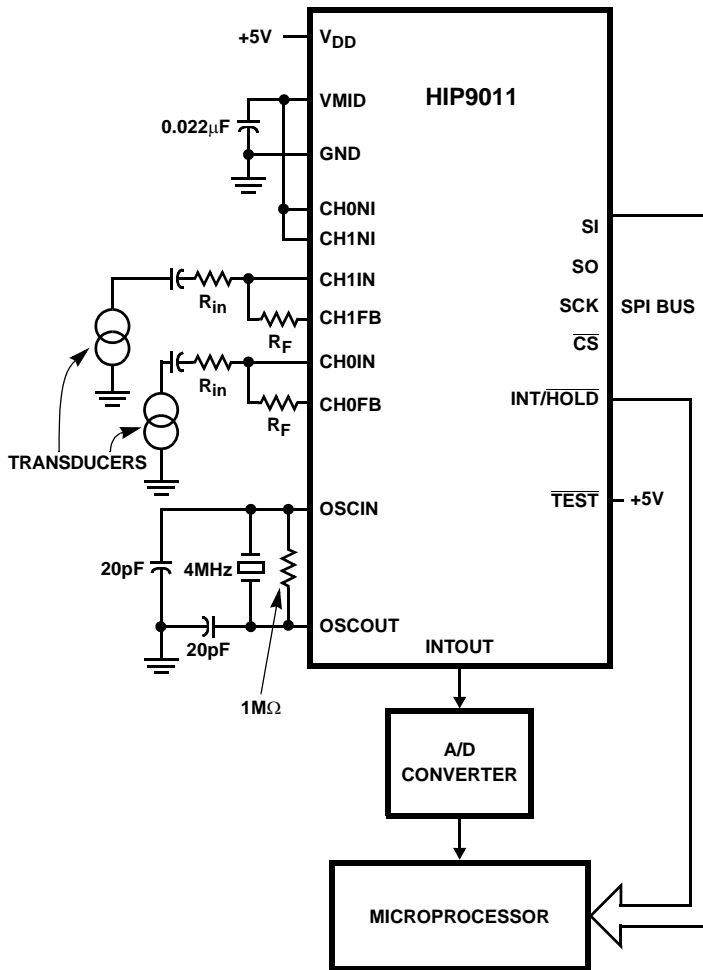 +5V
VDD
HIP9011
VMID
0.022µF
GND
CH0NI
CH1NI
SI
SO
CH1IN
Rin
CH1FB
SCK
SPI BUS
RF
CS
CH0IN
Rin
CH0FB
INT/HOLD
RF
TRANSDUCERS
OSCIN
TEST
+5V
20pF
4MHz
OSCOUT
20pF
INTOUT
1MΩ
A/D
CONVERTER
MICROPROCESSOR